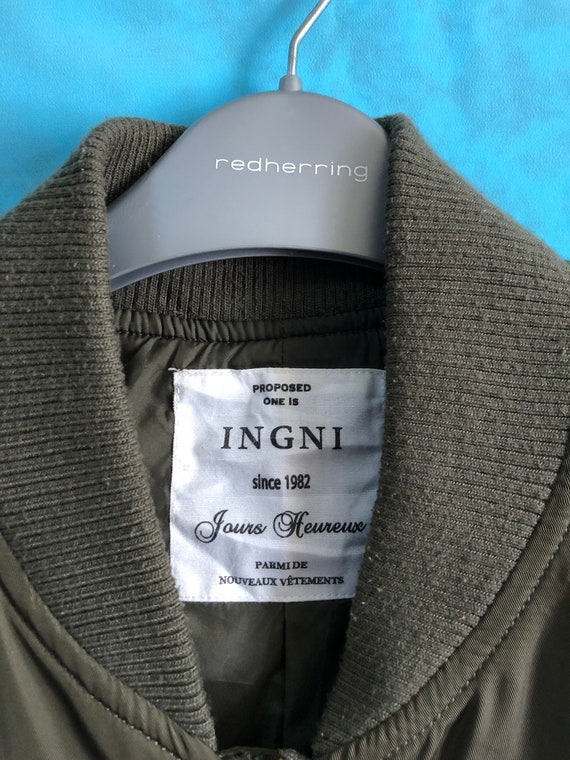 redherring
PROPOSED
ONE IS
INGNI
since 1982
Jours Heureux
PARMI DE
NOUVEAUX VÊTEMENTS